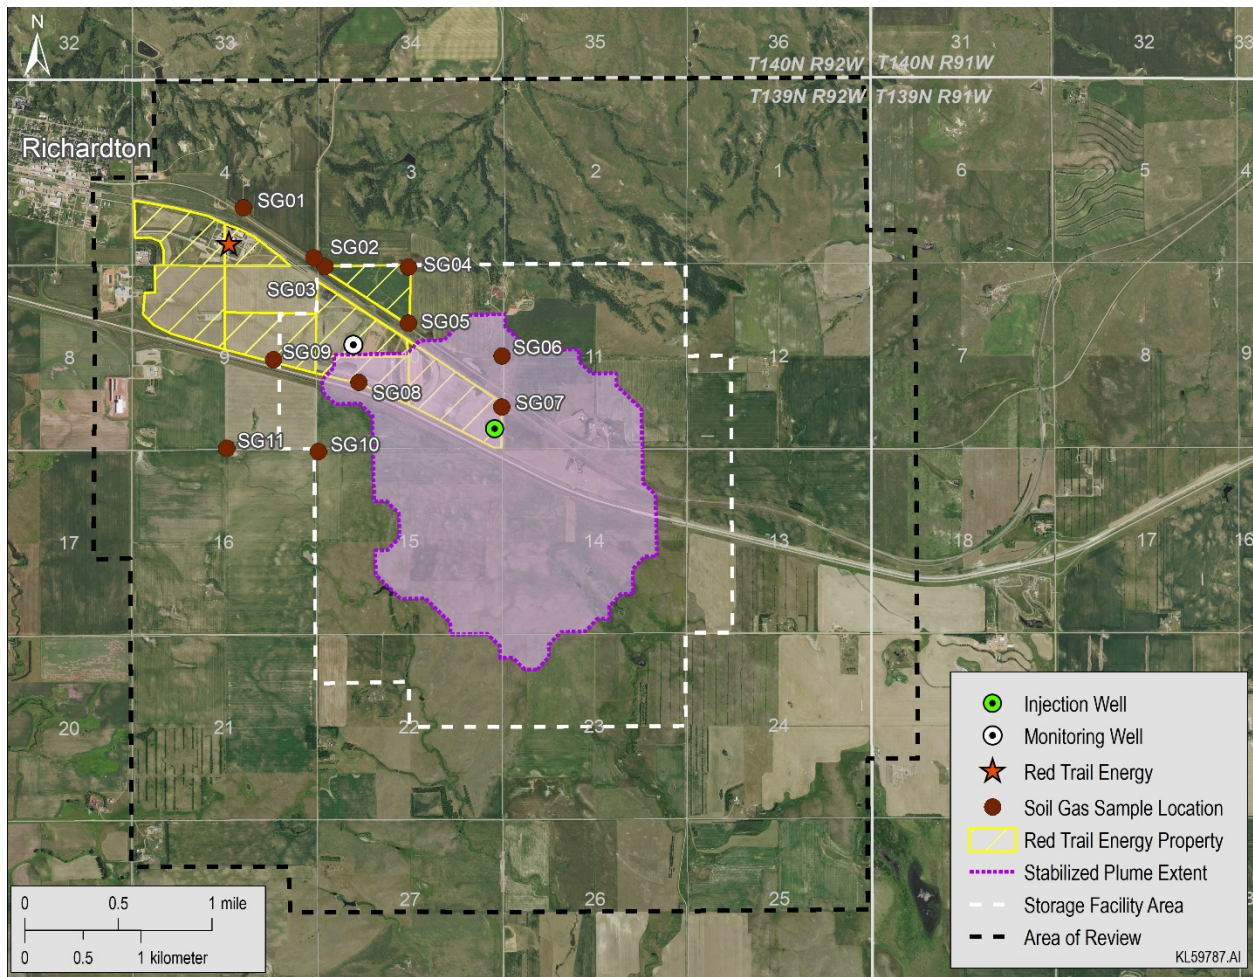 N
32
33
34
35
36
31
32
33
T140N R92W
T140N R91W
T139N R92W
T139N R91W
Richardton
4
3
2
1
6
5
4
SG01
SG02
SG03
SG04
SG05
8
9
SG09
SG08
SG06
11
12
7
8
9
SG07
SG11
SG10
17
16
15
14
13
18
17
16
20
21
22
23
24
27
26
25
Injection Well
Monitoring Well
Red Trail Energy
Soil Gas Sample Location
Red Trail Energy Property
Stabilized Plume Extent
Storage Facility Area
Area of Review
KL59787.AI
0 0.5 1 mile
0 0.5 1 kilometer